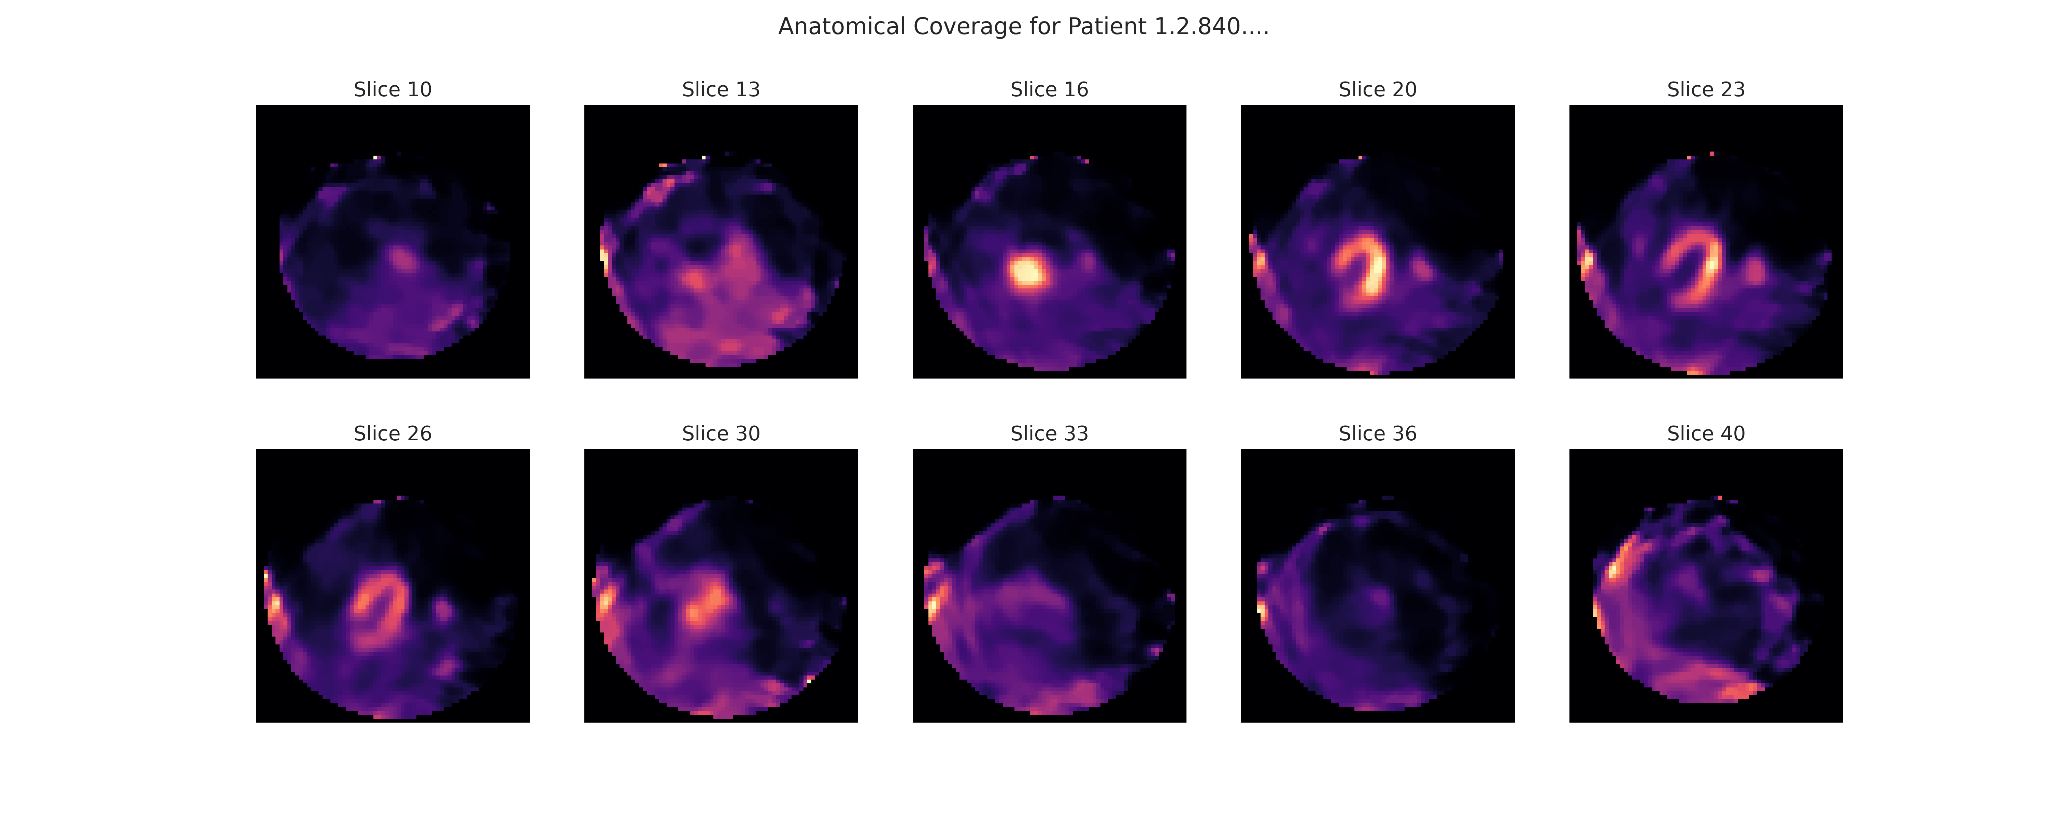 Anatomical Coverage for Patient 1.2.840....
Slice 10
Slice 13
Slice 16
Slice 20
Slice 23
Slice 26
Slice 30
Slice 33
Slice 36
Slice 40